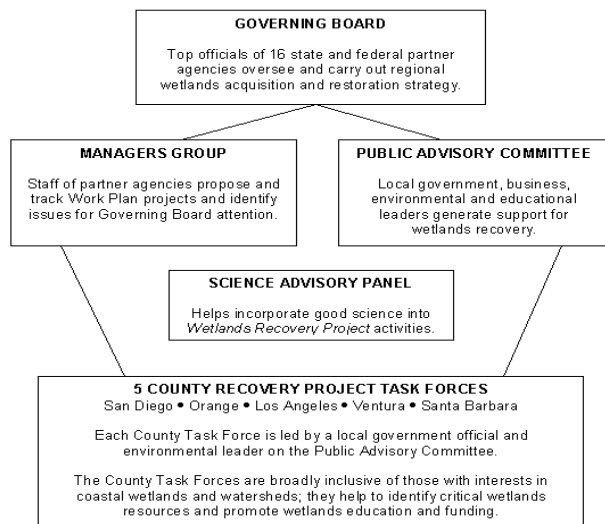 GOVERNING BOARD
Top officials of 16 state and federal partner
agencies oversee and carry out regional
wetlands acquisition and restoration strategy.
MANAGERS GROUP
Staff of partner agencies propose and
track Work Plan projects and identify
issues for Governing Board attention.
PUBLIC ADVISORY COMMITTEE
Local government, business,
environmental and educational
leaders generate support for
wetlands recovery.
SCIENCE ADVISORY PANEL
Helps incorporate good science into
Wetlands Recovery Project activities.
5 COUNTY RECOVERY PROJECT TASK FORCES
San Diego • Orange • Los Angeles • Ventura • Santa Barbara
Each County Task Force is led by a local government official and
environmental leader on the Public Advisory Committee.
The County Task Forces are broadly inclusive of those with interests in
coastal wetlands and watersheds; they help to identify critical wetlands
resources and promote wetlands education and funding.